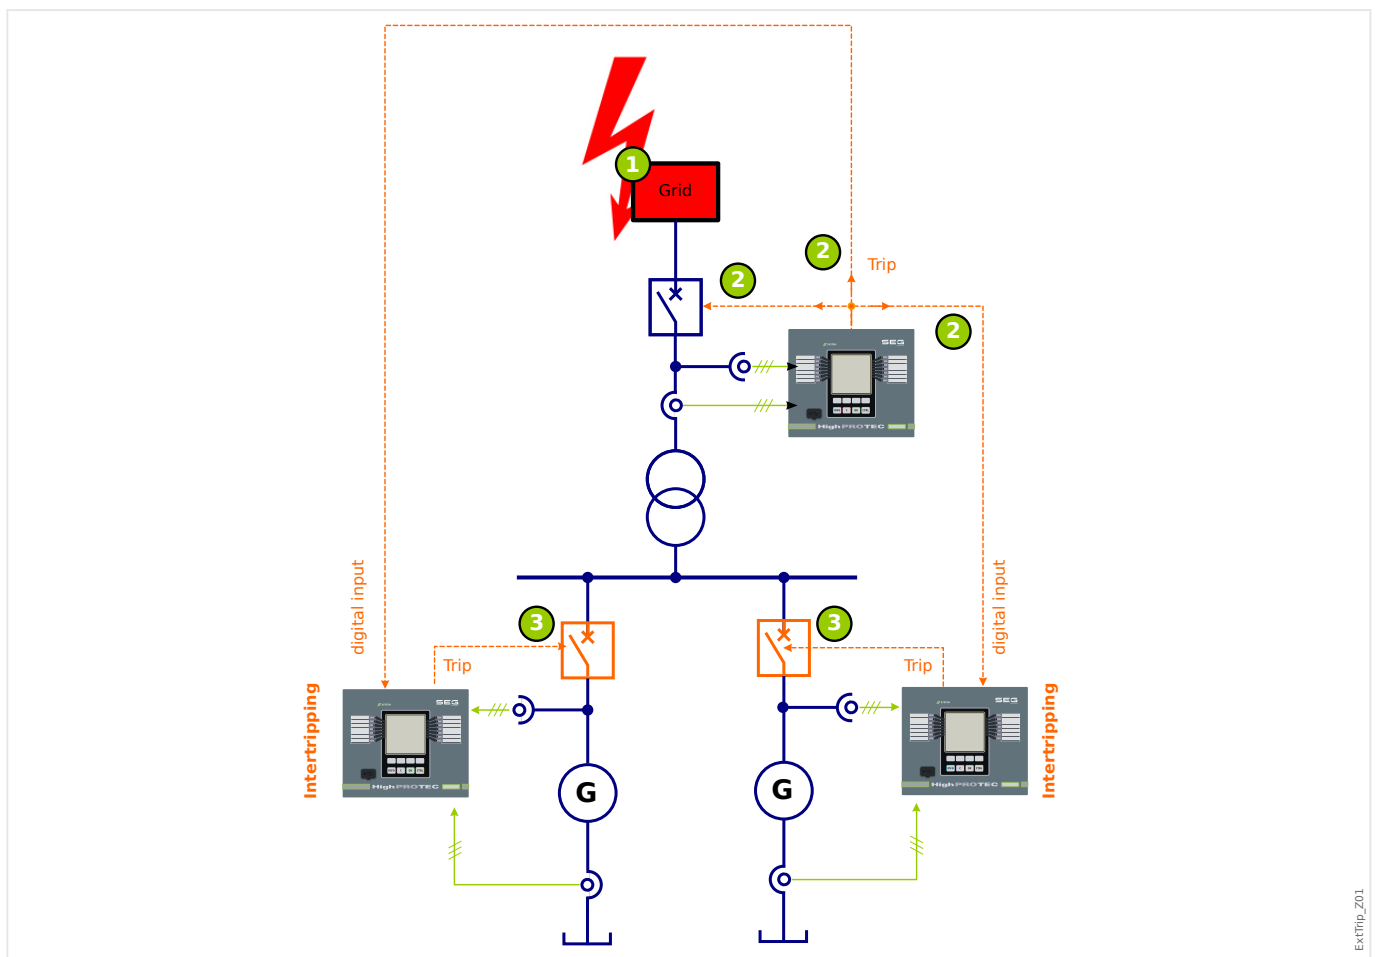 1
Grid
2
Trip
2
2
SEG
HighPROTEC
digital input
digital input
3
3
Trip
Trip
Intertripping
SEG
HighPROTEC
G
G
SEG
HighPROTEC
Intertripping
ExtTrip_Z01